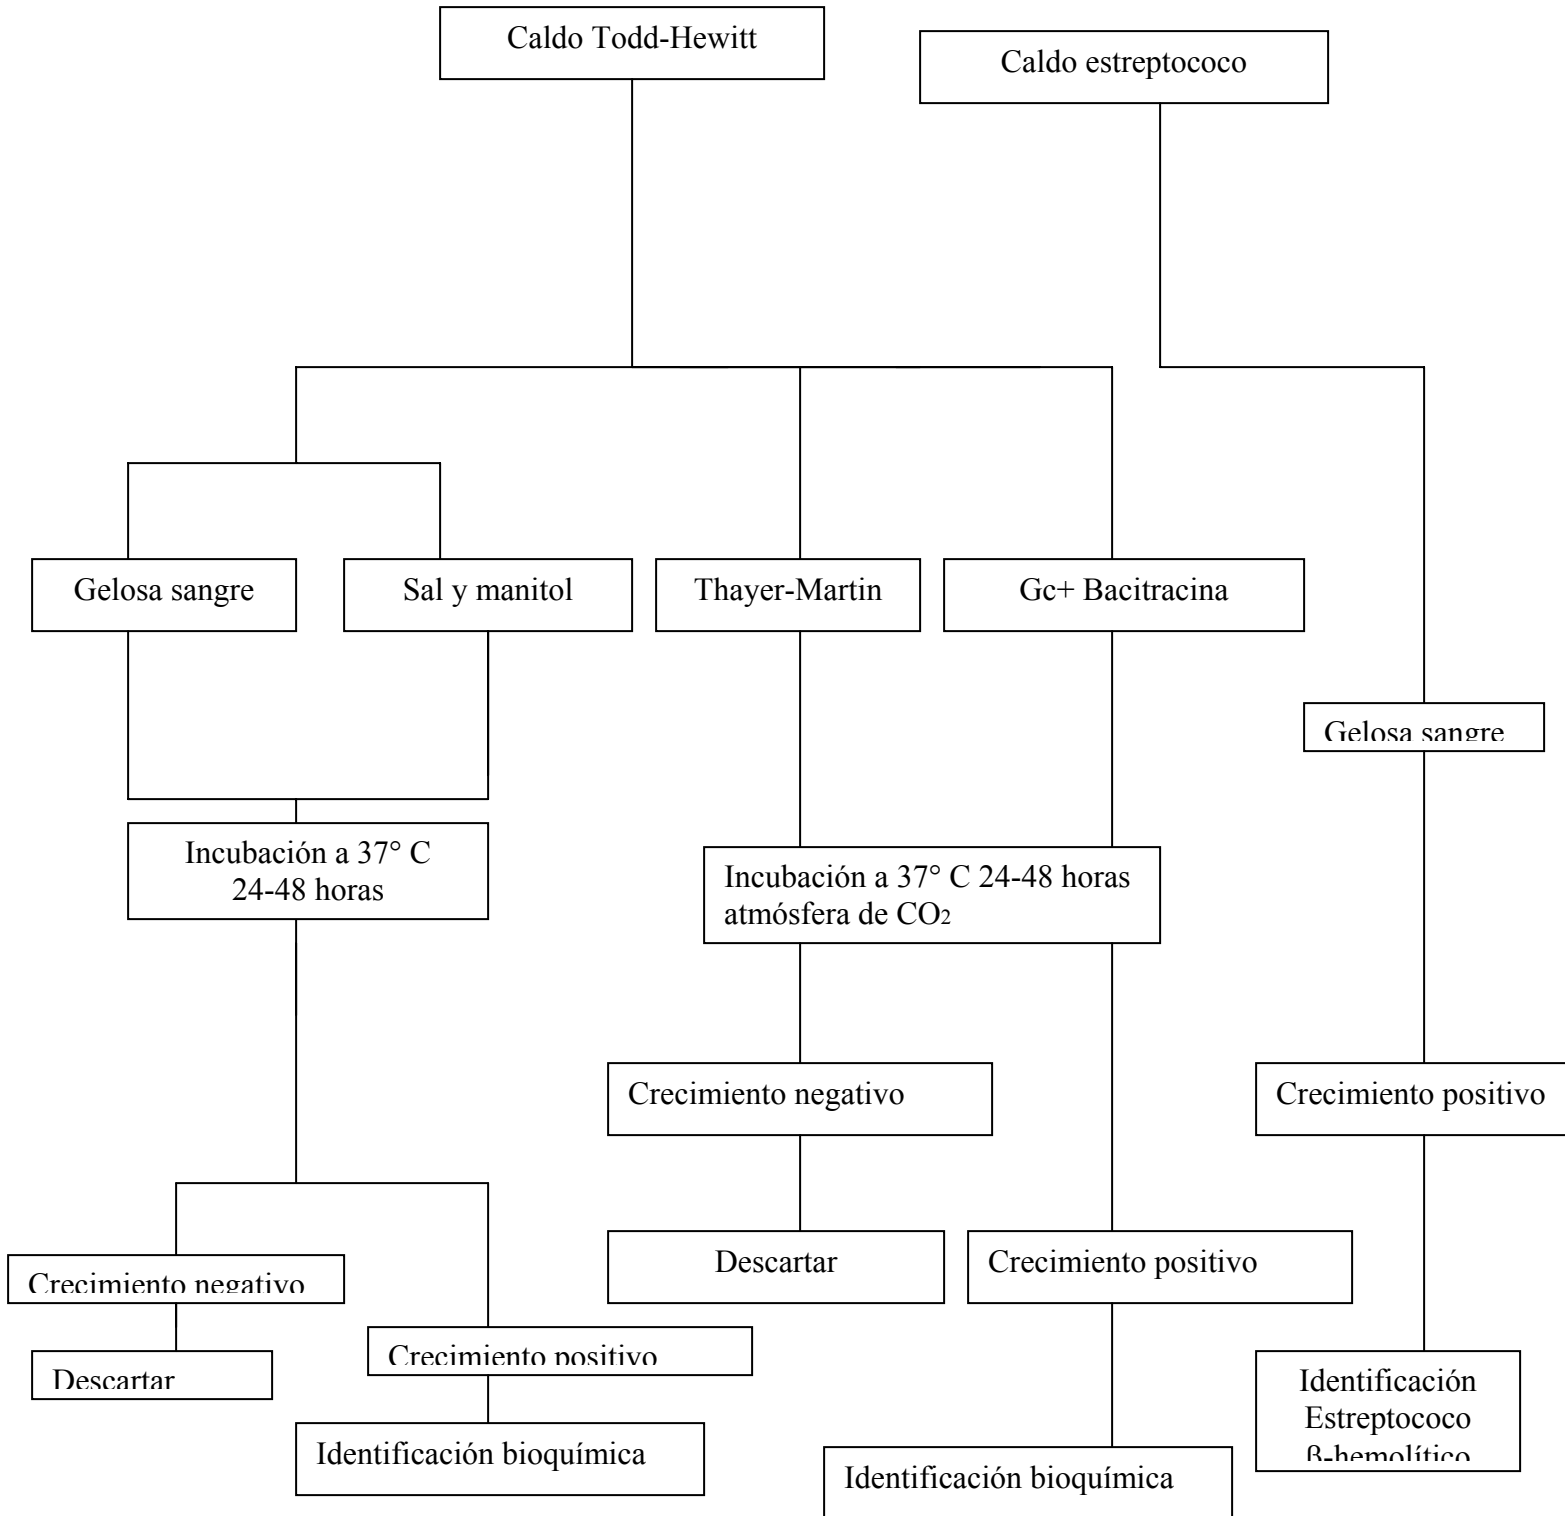 Caldo Todd-Hewitt
Caldo estreptococo
Gelosa sangre
Sal y manitol
Thayer-Martin
Gc+ Bacitracina
Gelosa sangre
Incubación a 37° C
24-48 horas
Incubación a 37° C 24-48 horas
atmósfera de CO2
Crecimiento negativo
Crecimiento positivo
Descartar
Crecimiento positivo
Crecimiento negativo
Crecimiento positivo
Descartar
Identificación
Estreptococo
ß-hemolítico
Identificación bioquímica
Identificación bioquímica